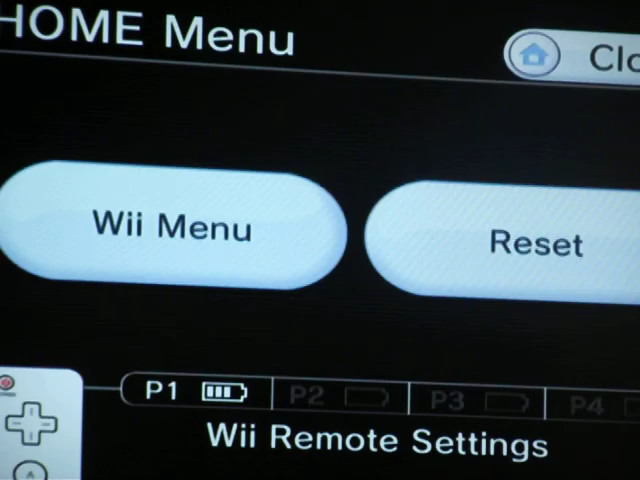 HOME Menu
Clo
Wii Menu
Reset
P1 P2 P3 P4
Wii Remote Settings
A